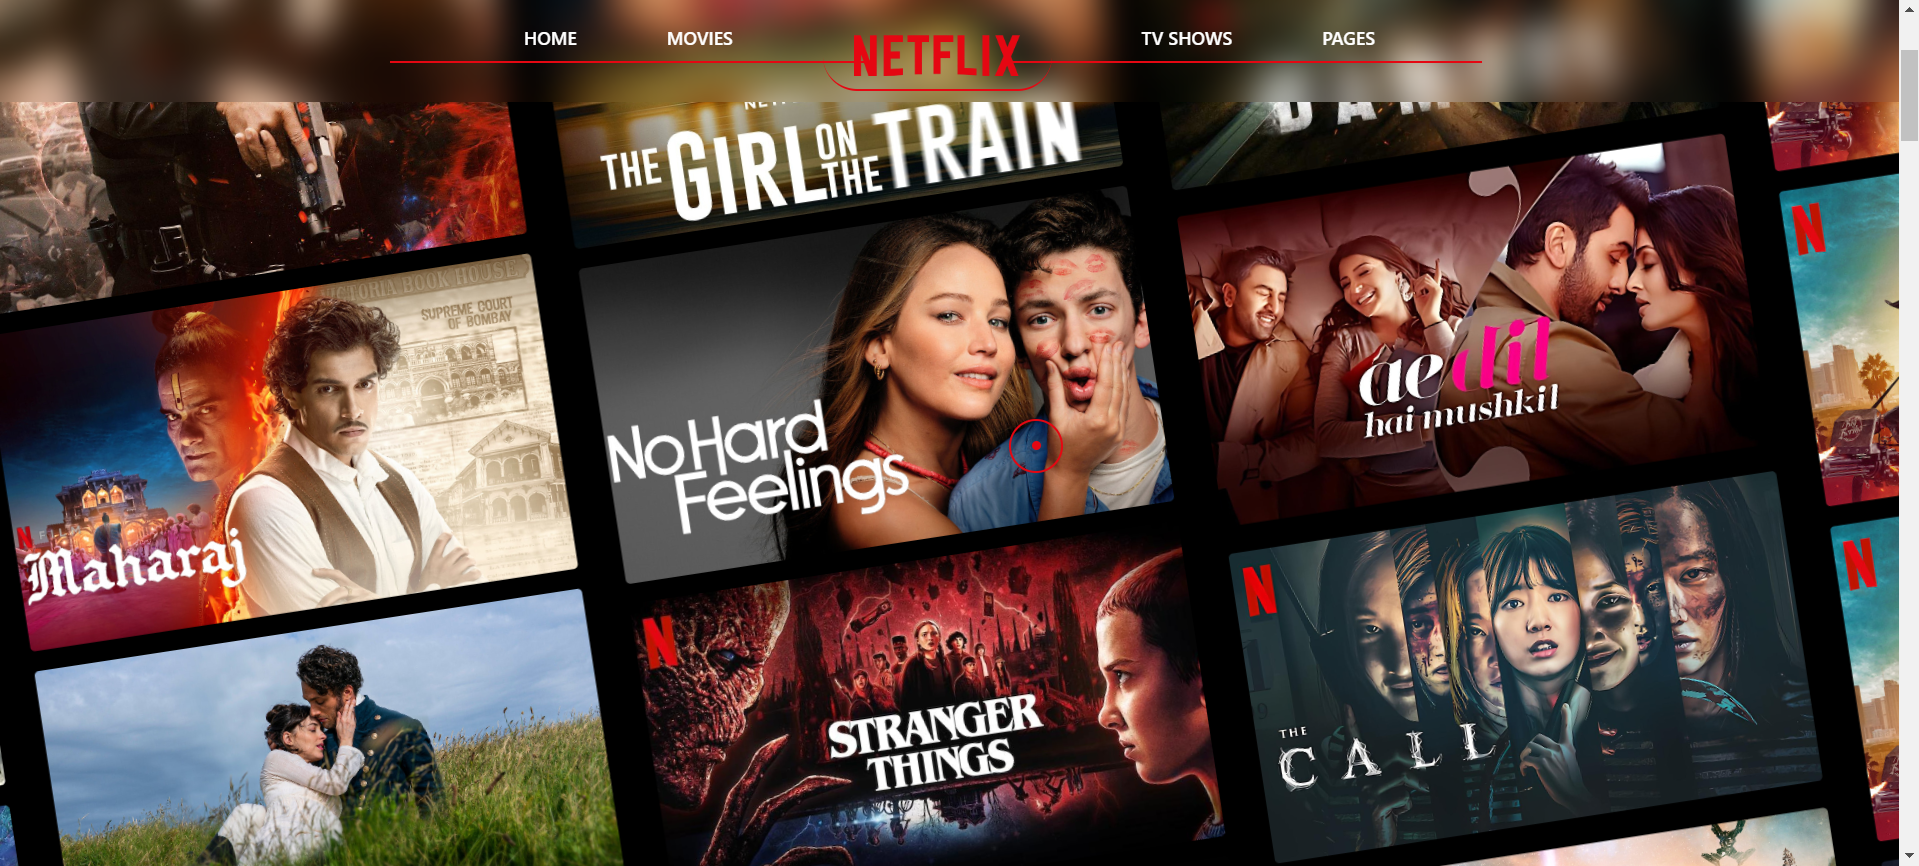 HOME
MOVIES
NETFLIX
TV SHOWS
PAGES
THE GIRL ON THE TRAIN
VICTORIA BOOK HOUSE
SUPREME COURT
OF BOMBAY
Maharaj
No Hard
Feelings
ae dil
hai mushkil
N
N
STRANGER
THINGS
N
THE
CALL
N